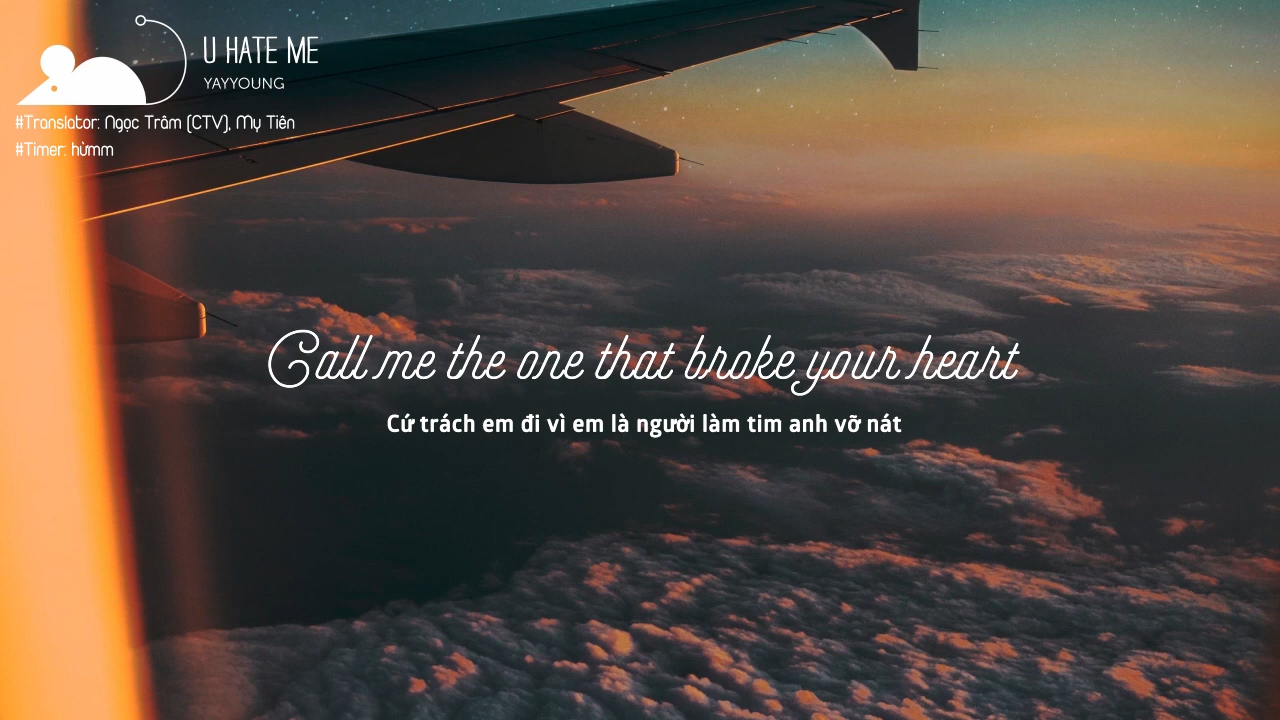 U HATE ME
YAYYOUNG
#Translator: Ngọc Trâm (CTV), Mỵ Tiên
#Timer: hừmm
Call me the one that broke your heart
Cứ trách em đi vì em là người làm tim anh vỡ nát